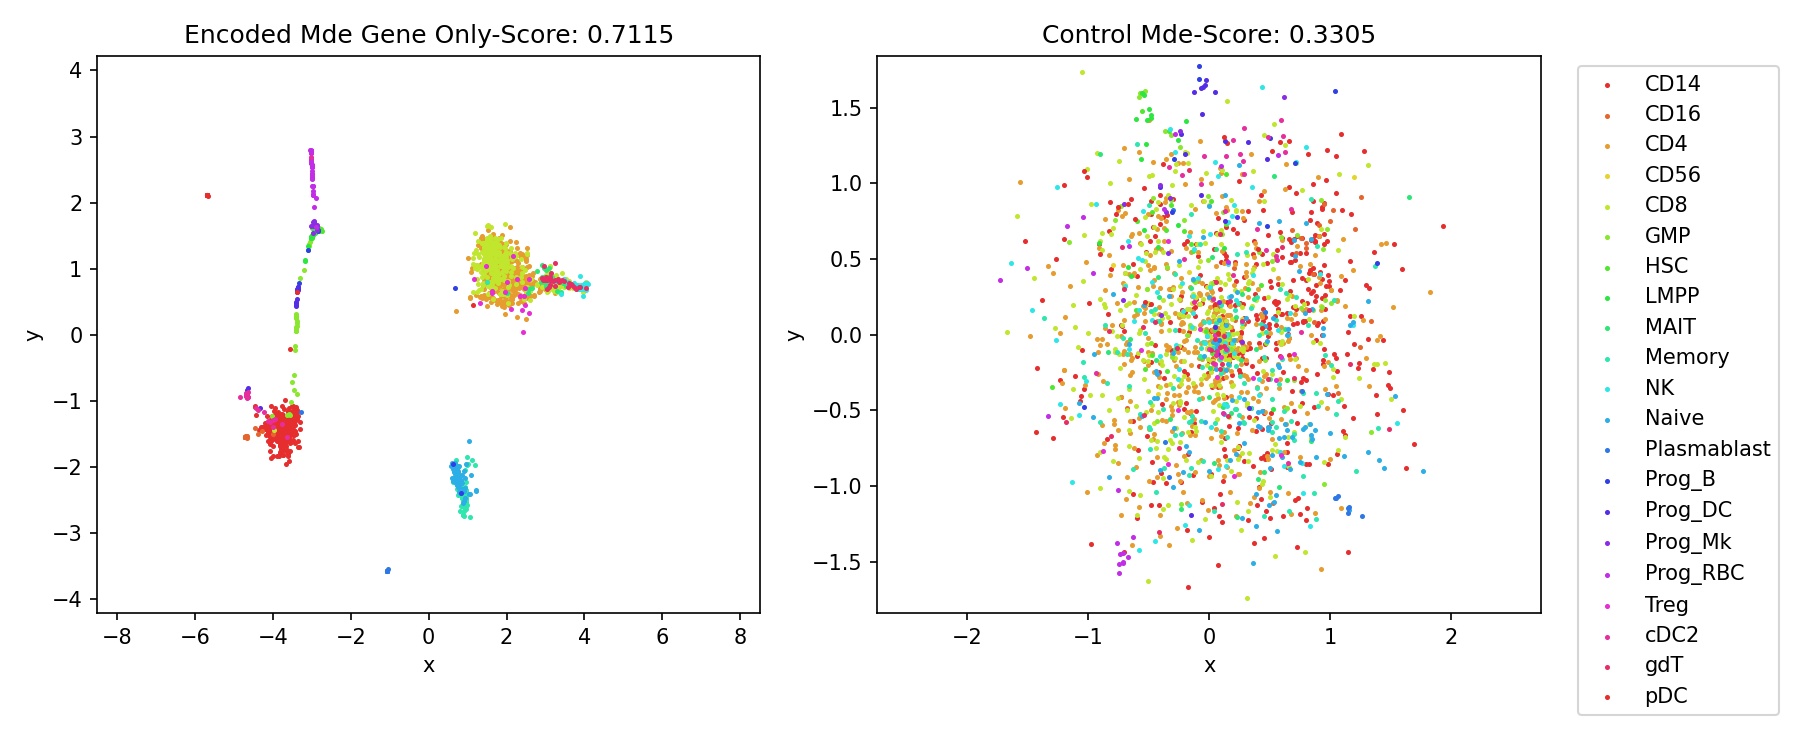 Encoded Mde Gene Only-Score: 0.7115
4
3
2
1
0
−1
−2
−3
−4
y
−8
−6
−4
−2
0
2
4
6
8
x
Control Mde-Score: 0.3305
1.5
1.0
0.5
0.0
−0.5
−1.0
−1.5
y
−2
−1
0
1
2
x
CD14
CD16
CD4
CD56
CD8
GMP
HSC
LMPP
MAIT
Memory
NK
Naive
Plasmablast
Prog_B
Prog_DC
Prog_Mk
Prog_RBC
Treg
cDC2
gdT
pDC